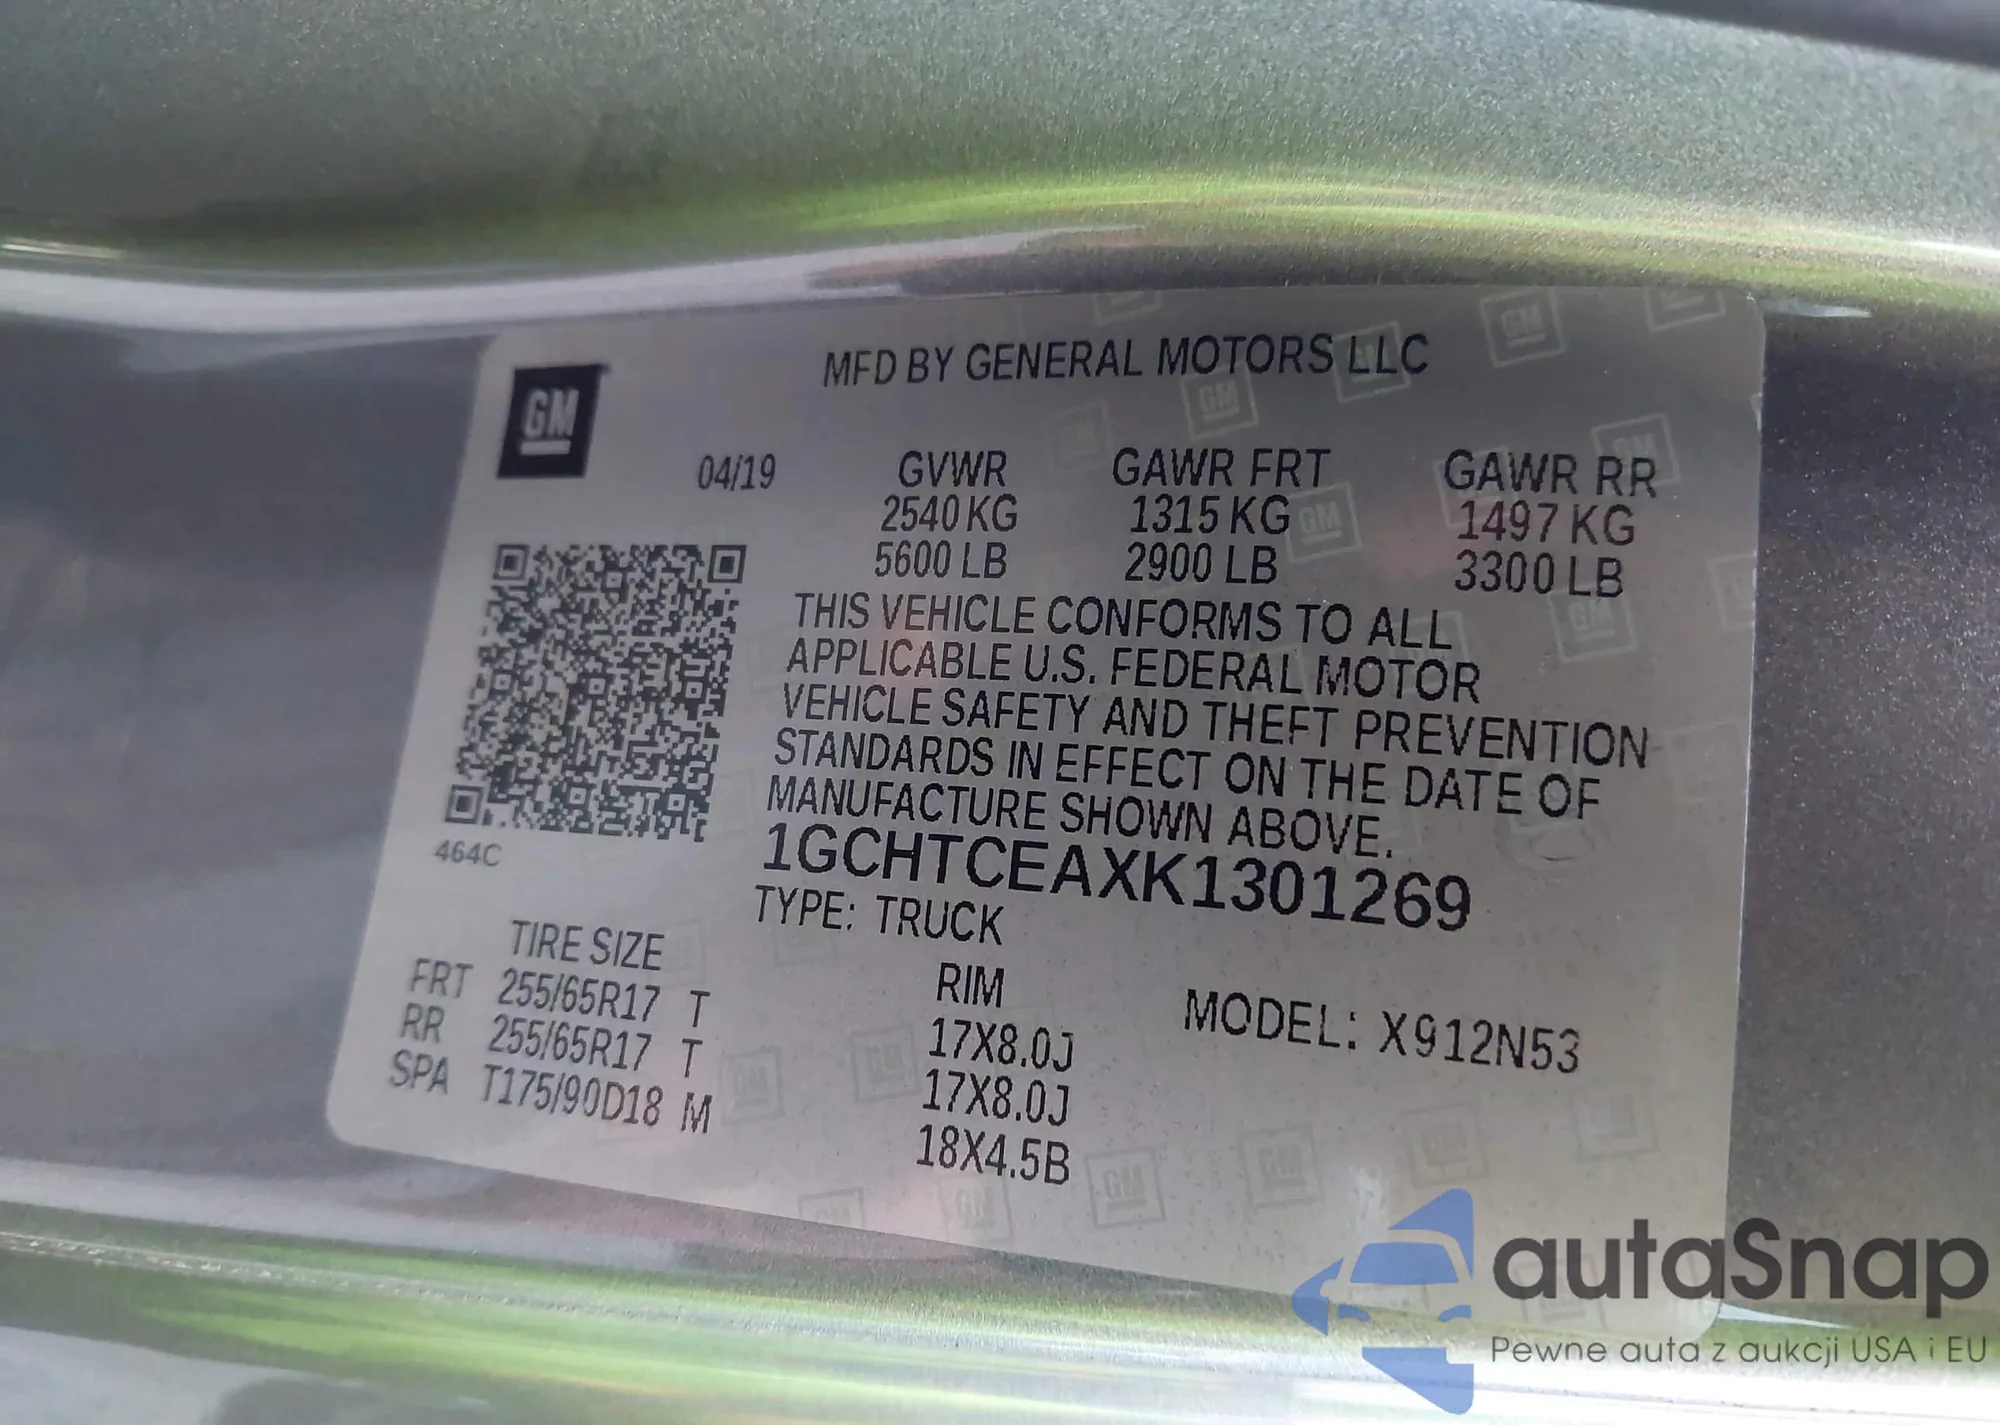 GM
MFD BY GENERAL MOTORS LLC
04/19 GVWR GAWR FRT GAWR RR
2540 KG 1315 KG 1497 KG
5600 LB 2900 LB 3300 LB
THIS VEHICLE CONFORMS TO ALL
APPLICABLE U.S. FEDERAL MOTOR
VEHICLE SAFETY AND THEFT PREVENTION
STANDARDS IN EFFECT ON THE DATE OF
MANUFACTURE SHOWN ABOVE.
464C
1GCHTCEAXK1301269
TYPE: TRUCK
TIRE SIZE RIM
FRT 255/65R17 T 17X8.0J
RR 255/65R17 T 17X8.0J
SPA T175/90D18 M 18X4.5B
MODEL: X912N53
autaSnap
Pewne auta z aukcji USA i EU